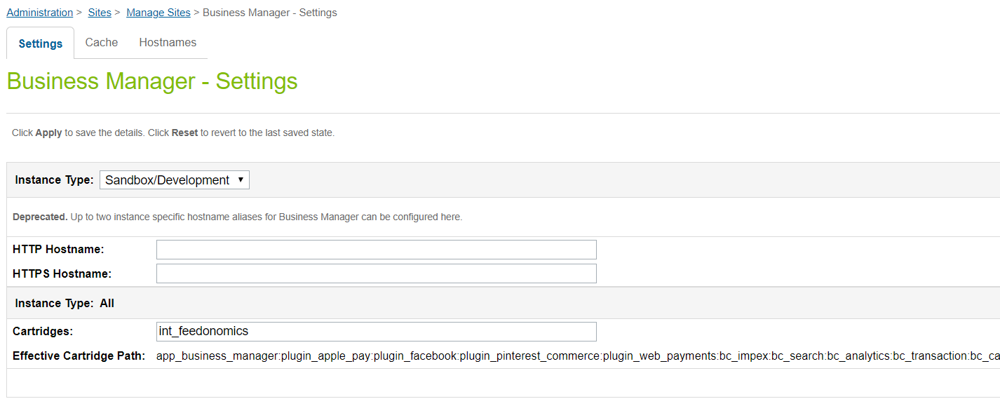 Administration > Sites > Manage Sites > Business Manager - Settings
Settings Cache Hostnames
Business Manager - Settings
Click Apply to save the details. Click Reset to revert to the last saved state.
Instance Type: Sandbox/Development
Deprecated. Up to two instance specific hostname aliases for Business Manager can be configured here.
HTTP Hostname:
HTTPS Hostname:
Instance Type: All
Cartridges: int_feedonomics
Effective Cartridge Path: app_business_manager:plugin_apple_pay:plugin_facebook:plugin_pinterest_commerce:plugin_web_payments:bc_impex:bc_search:bc_analytics:bc_transaction:bc_ca